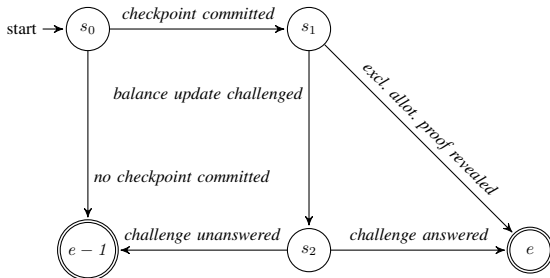 checkpoint committed
start
s0
s1
excl. allot. proof revealed
balance update challenged
no checkpoint committed
challenge unanswered
challenge answered
e − 1
s2
e